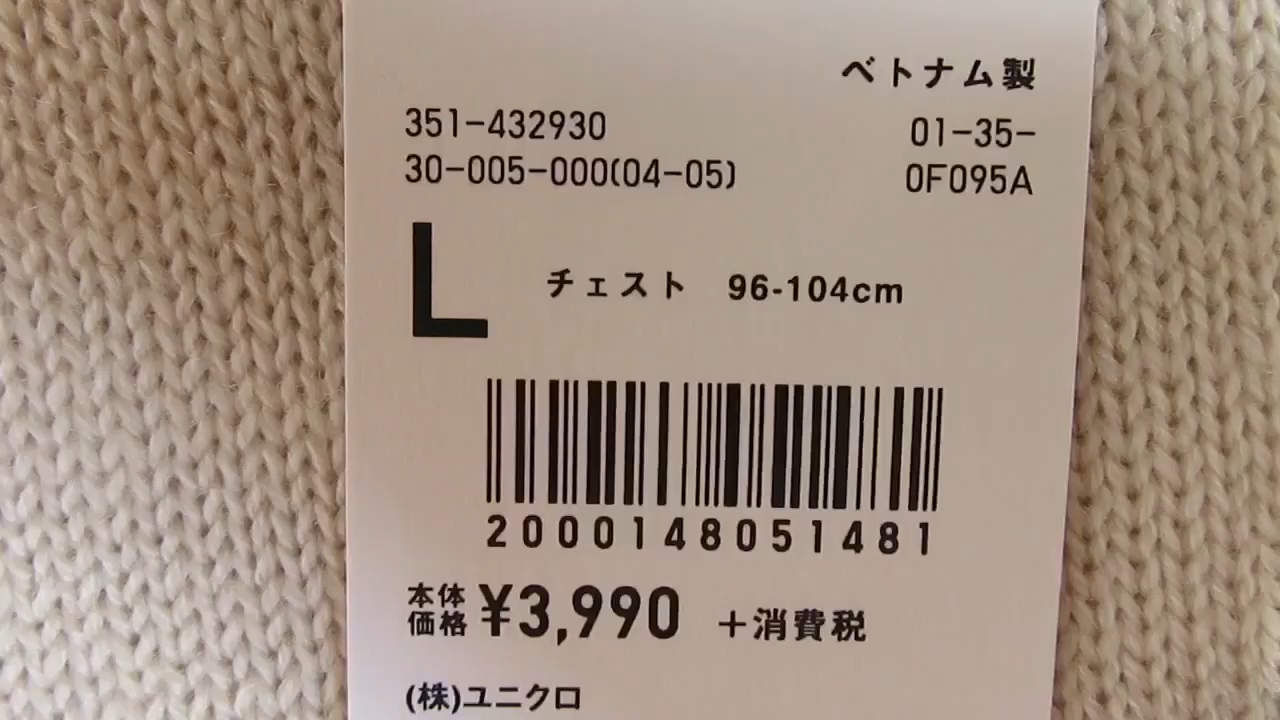 ベトナム製
351-432930 01-35-
30-005-000(04-05) 0F095A
L チェスト 96-104cm
2000148051481
本体価格 ¥3,990 +消費税
(株)ユニクロ